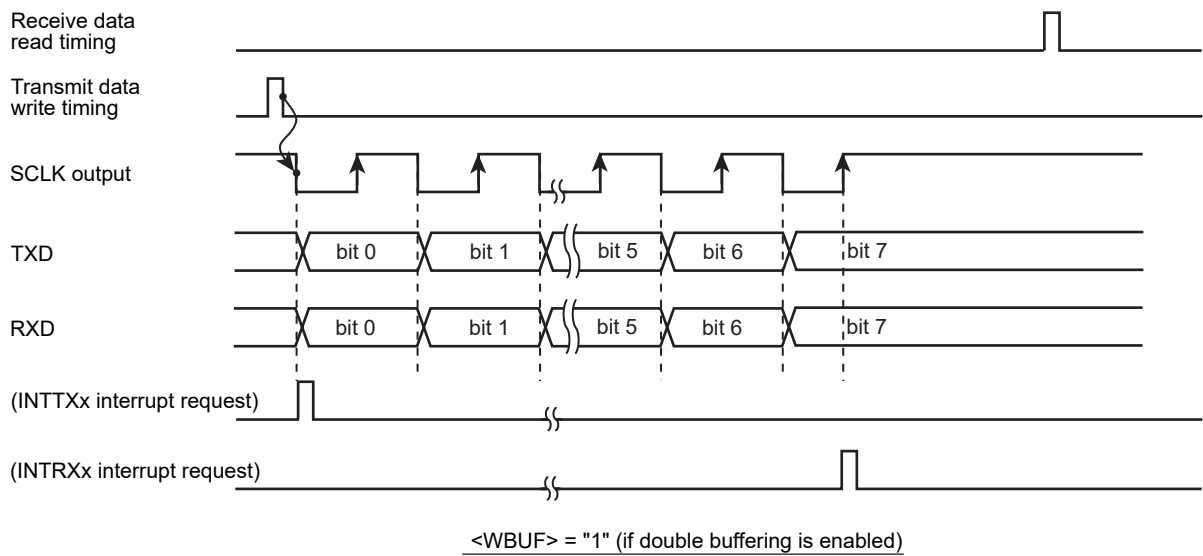 Receive data
read timing
Transmit data
write timing
SCLK output
TXD
bit 0 bit 1 bit 5 bit 6 bit 7
RXD
bit 0 bit 1 bit 5 bit 6 bit 7
(INTTXx interrupt request)
(INTRXx interrupt request)
<WBUF> = "1" (if double buffering is enabled)